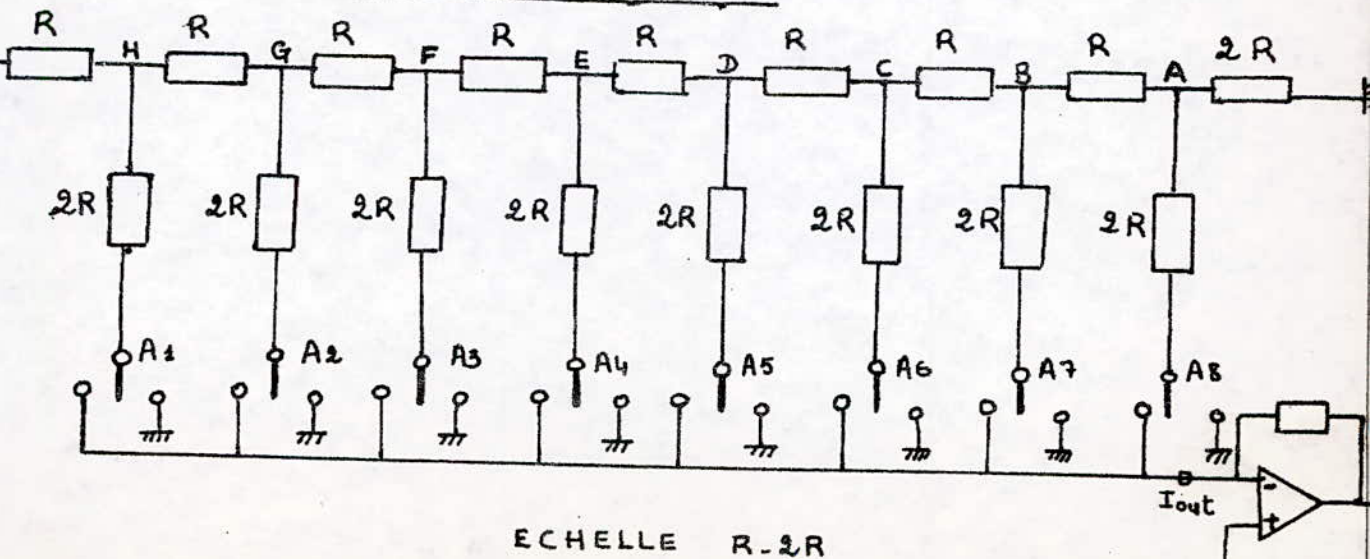 R H R G R F R E R D R C R B R A 2R
2R 2R 2R 2R 2R 2R 2R 2R
A1 A2 A3 A4 A5 A6 A7 A8
Iout
-
+
ECHELLE R-2R